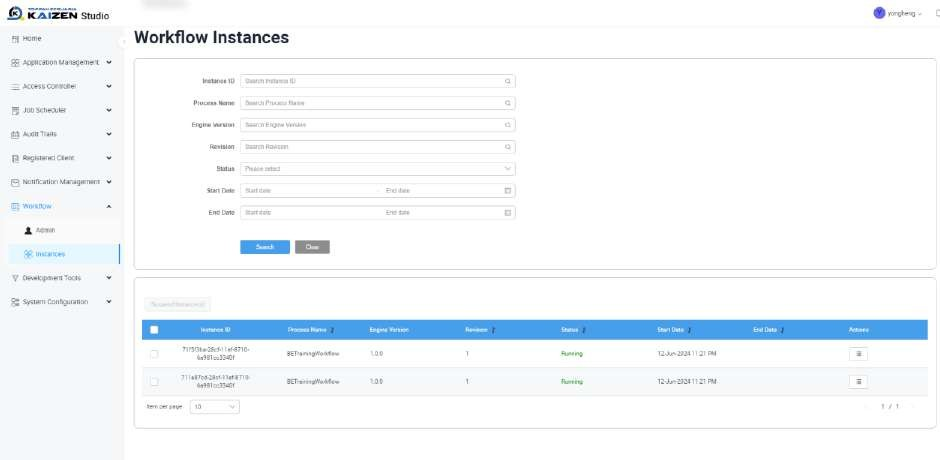 KAIZEN Studio
yongheng
Home
Application Management
Access Controller
Job Scheduler
Audit Trails
Registered Client
Notification Management
Workflow
Admin
Instances
Development Tools
System Configuration
Workflow Instances
Instance ID Search Instance ID
Process Name Search Process Name
Engine Version Search Engine Version
Revision Search Revision
Status Please select
Start Date Start date - End date
End Date Start date End date
Search Clear
Instance ID Process Name Engine Version Revision Status Start Date End Date Actions
BETrainingWorkflow 1.0.0 1 Running 12-Jun-2024 11:21 PM
BETrainingWorkflow 1.0.0 1 Running 12-Jun-2024 11:21 PM
Item per page 10 1 / 1